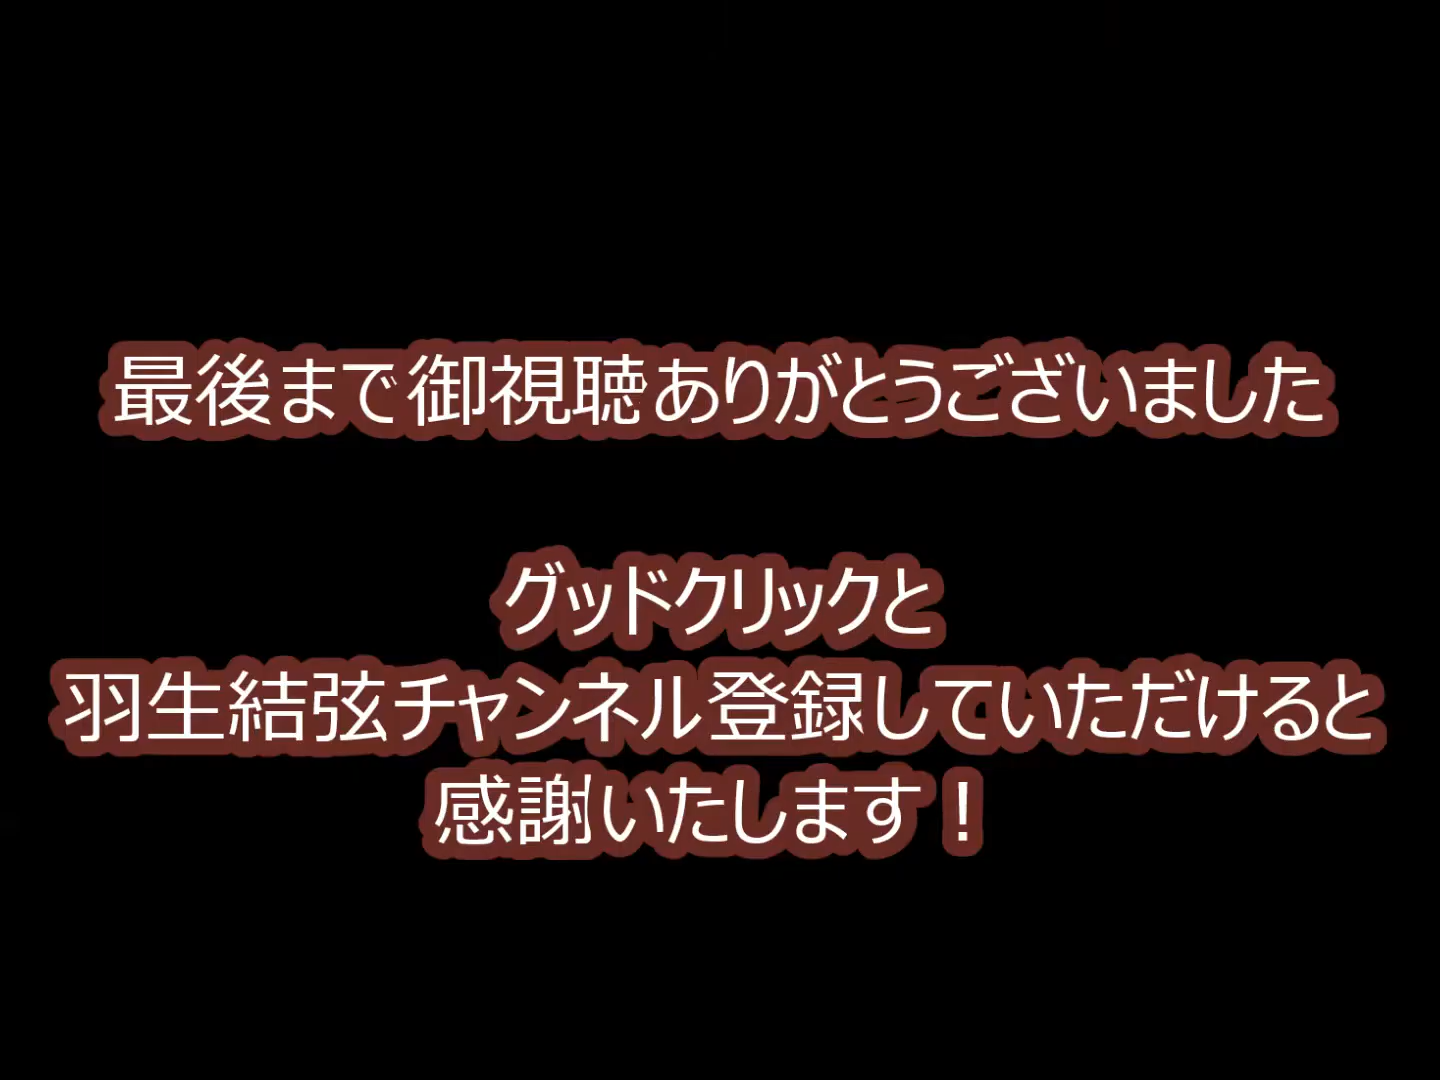 最後まで御視聴ありがとうございました
グッドクリックと
羽生結弦チャンネル登録していただけると
感謝いたします！